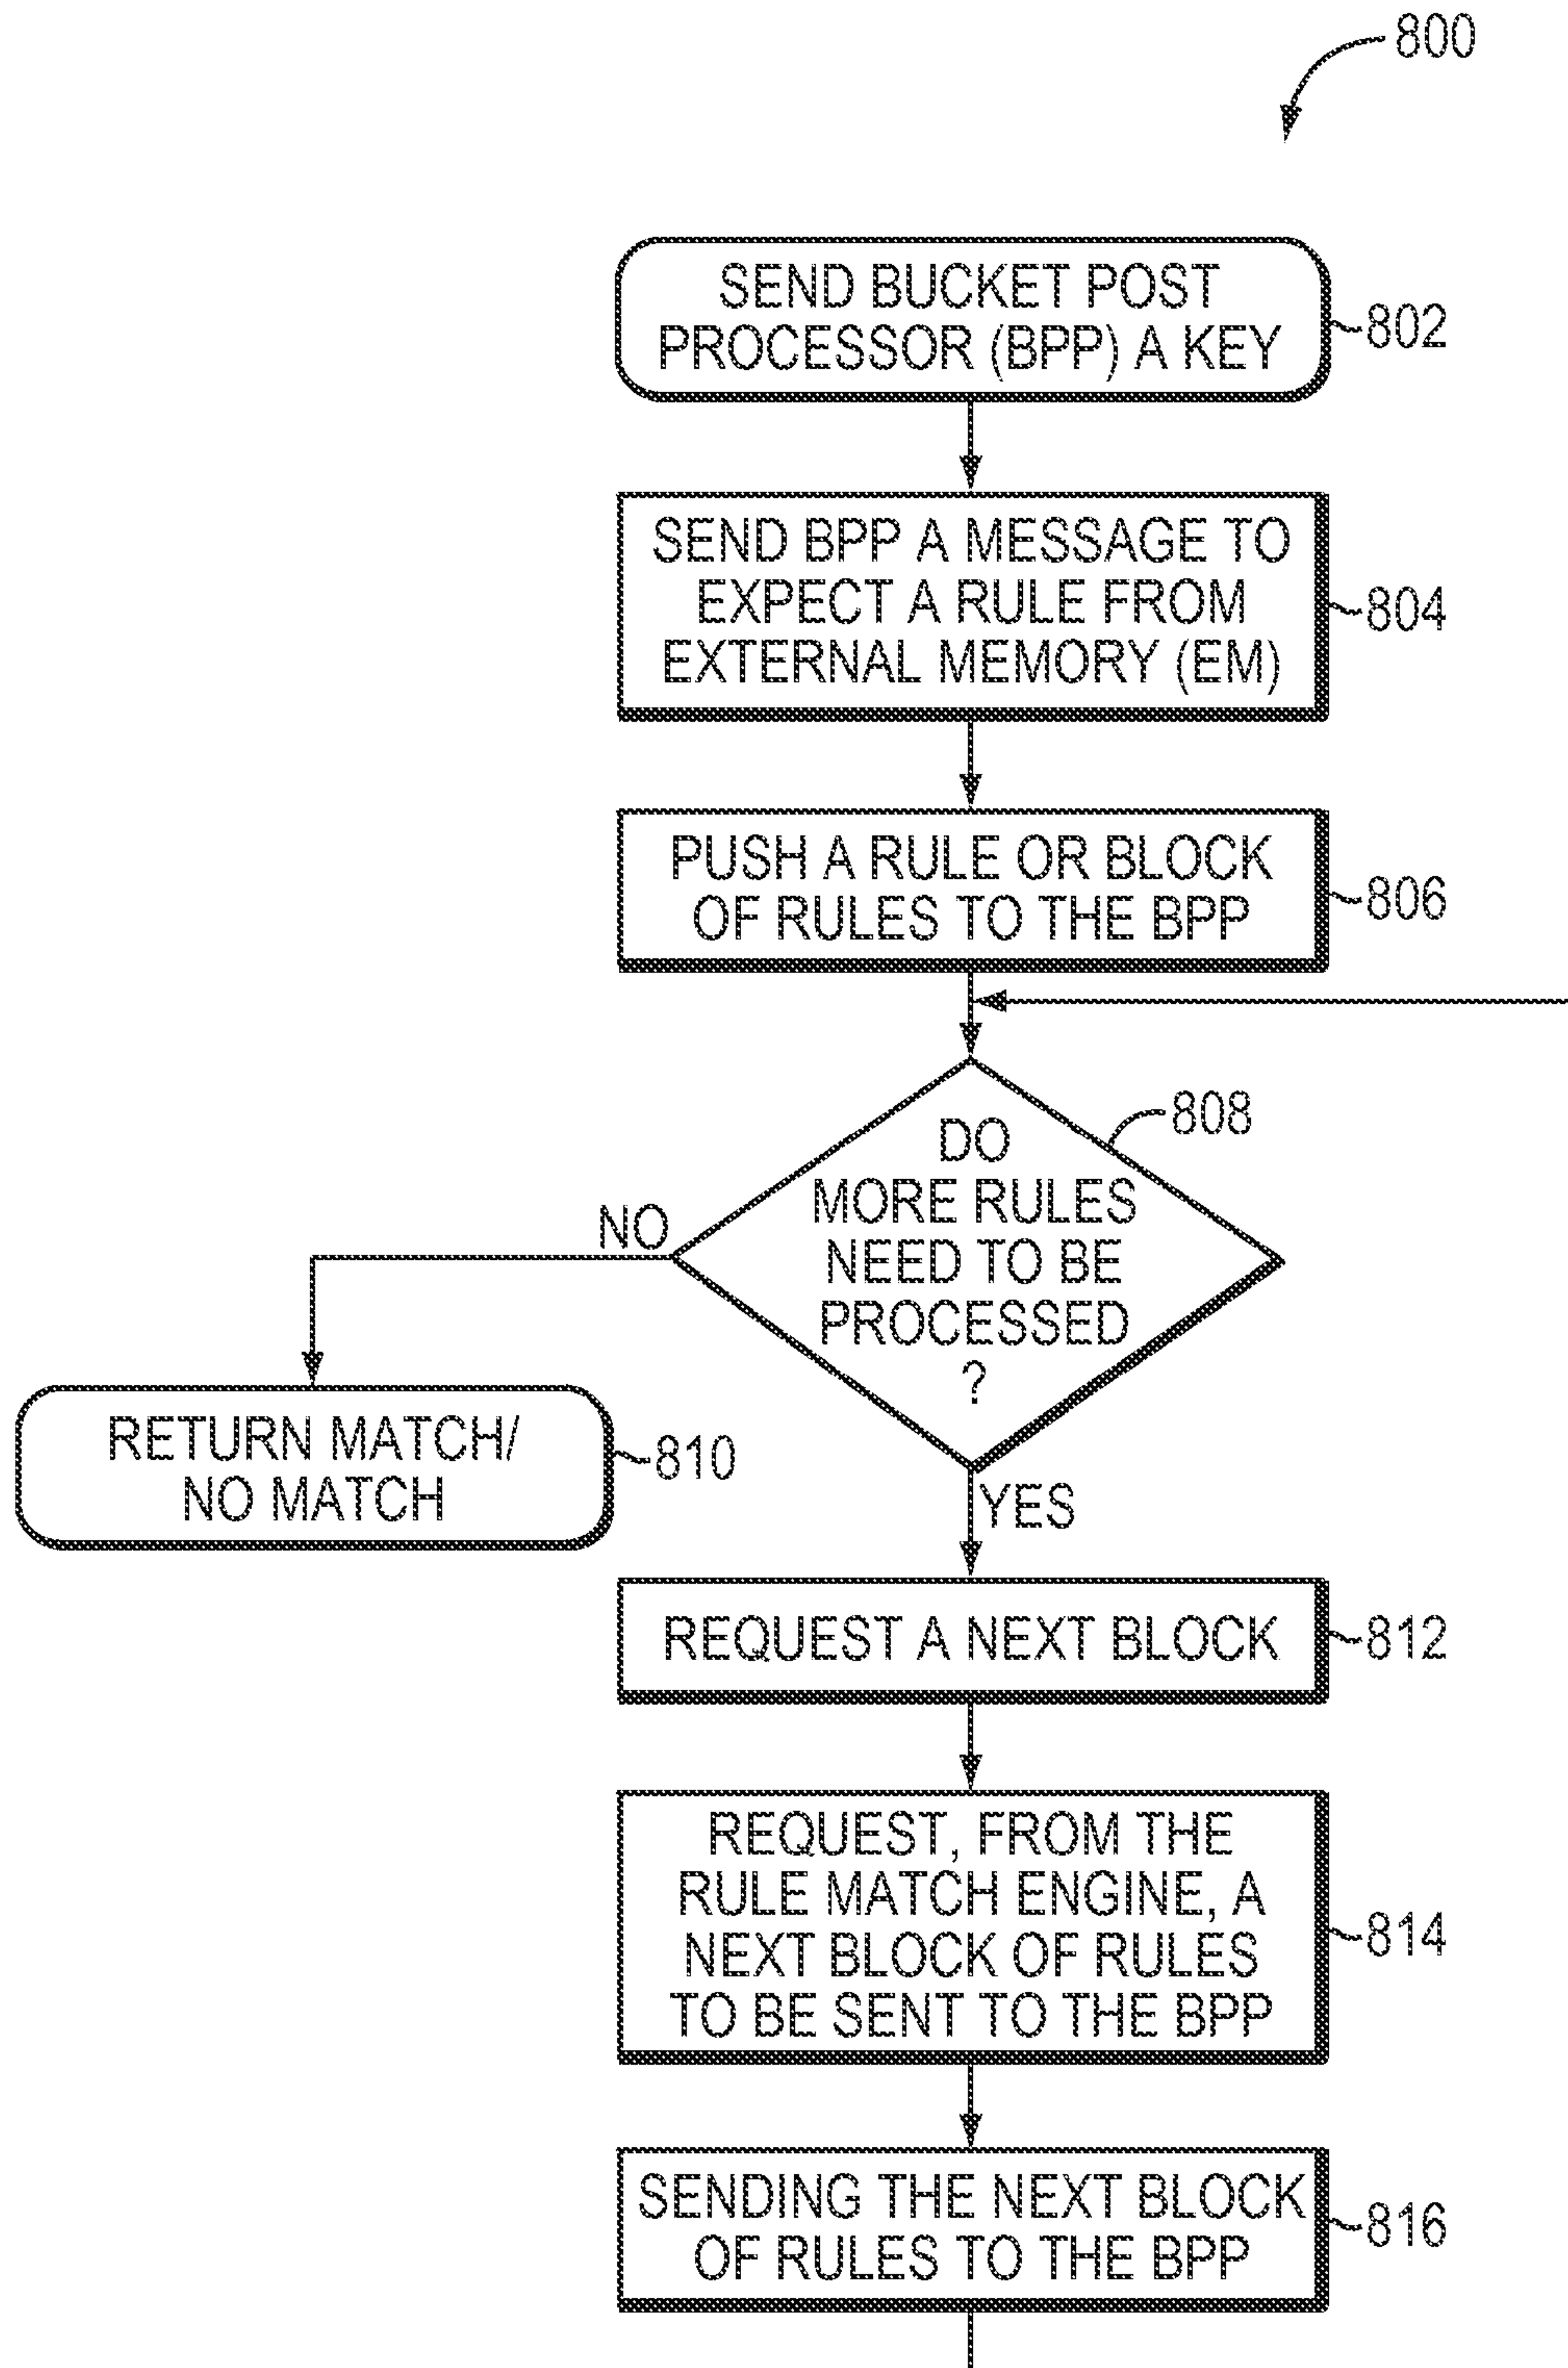 800
SEND BUCKET POST
PROCESSOR (BPP) A KEY
802
SEND BPP A MESSAGE TO
EXPECT A RULE FROM
EXTERNAL MEMORY (EM)
804
PUSH A RULE OR BLOCK
OF RULES TO THE BPP
806
DO
MORE RULES
NEED TO BE
PROCESSED
?
808
NO
RETURN MATCH/
NO MATCH
810
YES
REQUEST A NEXT BLOCK
812
REQUEST, FROM THE
RULE MATCH ENGINE, A
NEXT BLOCK OF RULES
TO BE SENT TO THE BPP
814
SENDING THE NEXT BLOCK
OF RULES TO THE BPP
816